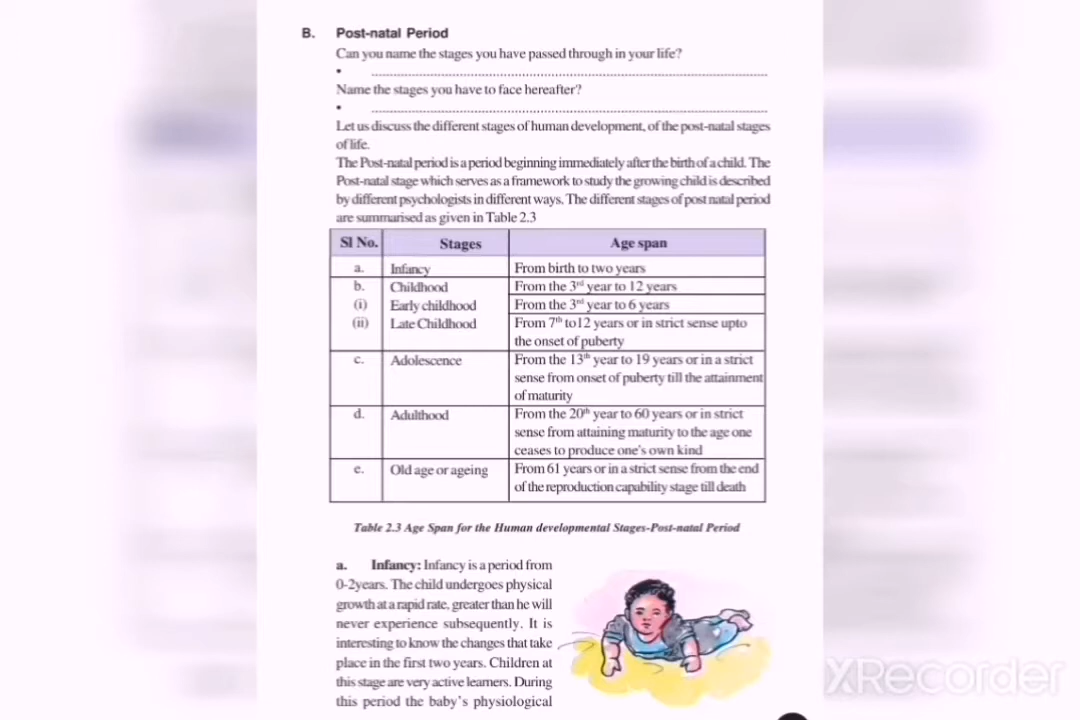 B. Post-natal Period
Can you name the stages you have passed through in your life?
• ........................................................................
Name the stages you have to face hereafter?
• ........................................................................
Let us discuss the different stages of human development, of the post-natal stages
of life.
The Post-natal period is a period beginning immediately after the birth of a child. The
Post-natal stage which serves as a framework to study the growing child is described
by different psychologists in different ways. The different stages of post natal period
are summarised as given in Table 2.3
Sl No. Stages Age span
a. Infancy From birth to two years
b. Childhood From the 3rd year to 12 years
(i) Early childhood From the 3rd year to 6 years
(ii) Late Childhood From 7th to12 years or in strict sense upto
the onset of puberty
c. Adolescence From the 13th year to 19 years or in a strict
sense from onset of puberty till the attainment
of maturity
d. Adulthood From the 20th year to 60 years or in strict
sense from attaining maturity to the age one
ceases to produce one's own kind
e. Old age or ageing From 61 years or in a strict sense from the end
of the reproduction capability stage till death
Table 2.3 Age Span for the Human developmental Stages-Post-natal Period
a. Infancy: Infancy is a period from
0-2years. The child undergoes physical
growth at a rapid rate, greater than he will
never experience subsequently. It is
interesting to know the changes that take
place in the first two years. Children at
this stage are very active learners. During
this period the baby's physiological
XRecorder